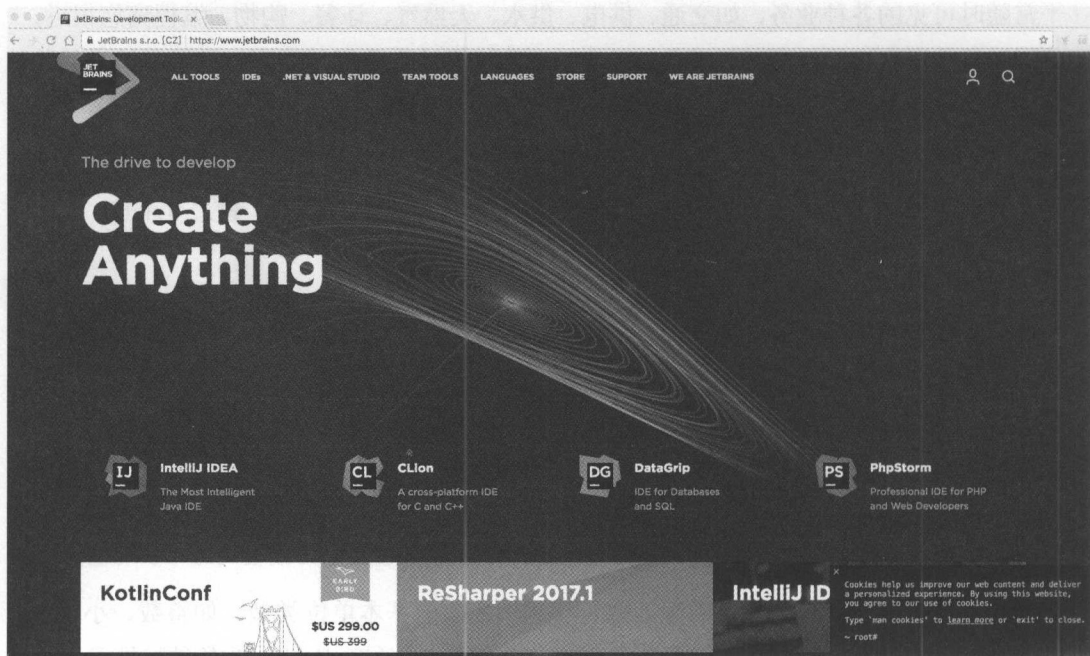 JetBrains: Development Tools
JetBrains s.r.o. [CZ] https://www.jetbrains.com
JET
BRAINS
ALL TOOLS IDEs .NET & VISUAL STUDIO TEAM TOOLS LANGUAGES STORE SUPPORT WE ARE JETBRAINS
The drive to develop
Create
Anything
IJ
IntelliJ IDEA
The Most Intelligent
Java IDE
CL
CLion
A cross-platform IDE
for C and C++
DG
DataGrip
IDE for Databases
and SQL
PS
PhpStorm
Professional IDE for PHP
and Web Developers
KotlinConf
EARLY
BIRD
$US 299.00
$US 399
ReSharper 2017.1
IntelliJ ID
Cookies help us improve our web content and deliver
a personalized experience. By using this website,
you agree to our use of cookies.
Type `man cookies' to learn more or `exit' to close.
~ root#